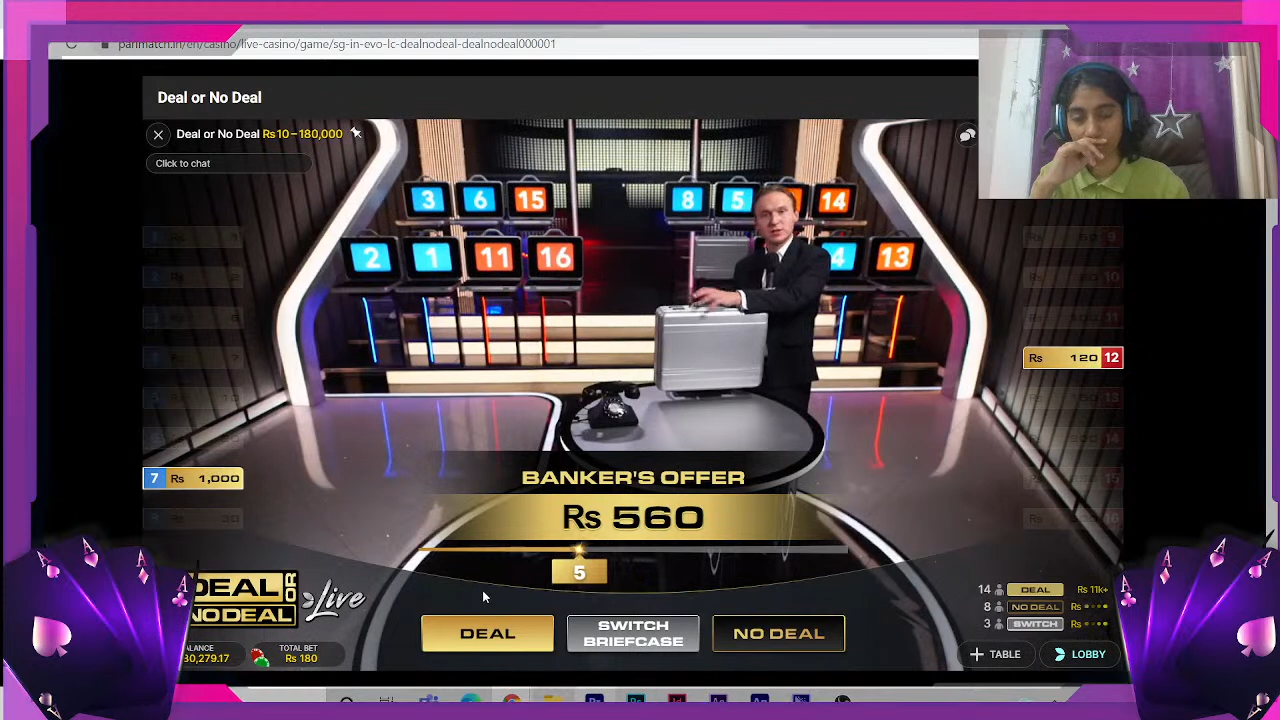 parimatch.in/en/casino/live-casino/game/sg-in-evo-lc-dealnodeal-dealnodeal000001
Deal or No Deal
Deal or No Deal Rs10–180,000
Click to chat
3 6 15 8 5 14
2 1 11 16 4 13
Rs 120 12
7 Rs 1,000
BANKER'S OFFER
Rs 560
5
DEAL OR NO DEAL Live
14 DEAL Rs 11k+
8 NO DEAL Rs
3 SWITCH Rs
DEAL
SWITCH BRIEFCASE
NO DEAL
TOTAL BET
Rs 180
TABLE
LOBBY